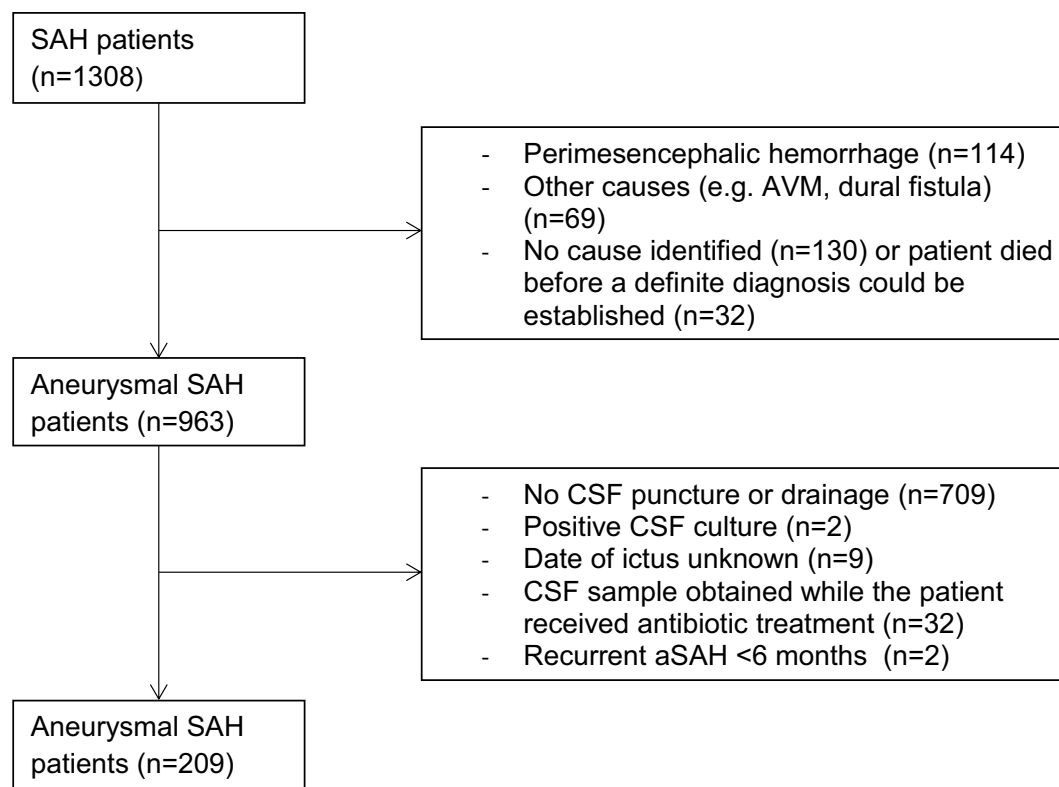 SAH patients
(n=1308)
- Perimesencephalic hemorrhage (n=114)
- Other causes (e.g. AVM, dural fistula)
(n=69)
- No cause identified (n=130) or patient died
before a definite diagnosis could be
established (n=32)
Aneurysmal SAH
patients (n=963)
- No CSF puncture or drainage (n=709)
- Positive CSF culture (n=2)
- Date of ictus unknown (n=9)
- CSF sample obtained while the patient
received antibiotic treatment (n=32)
- Recurrent aSAH <6 months (n=2)
Aneurysmal SAH
patients (n=209)